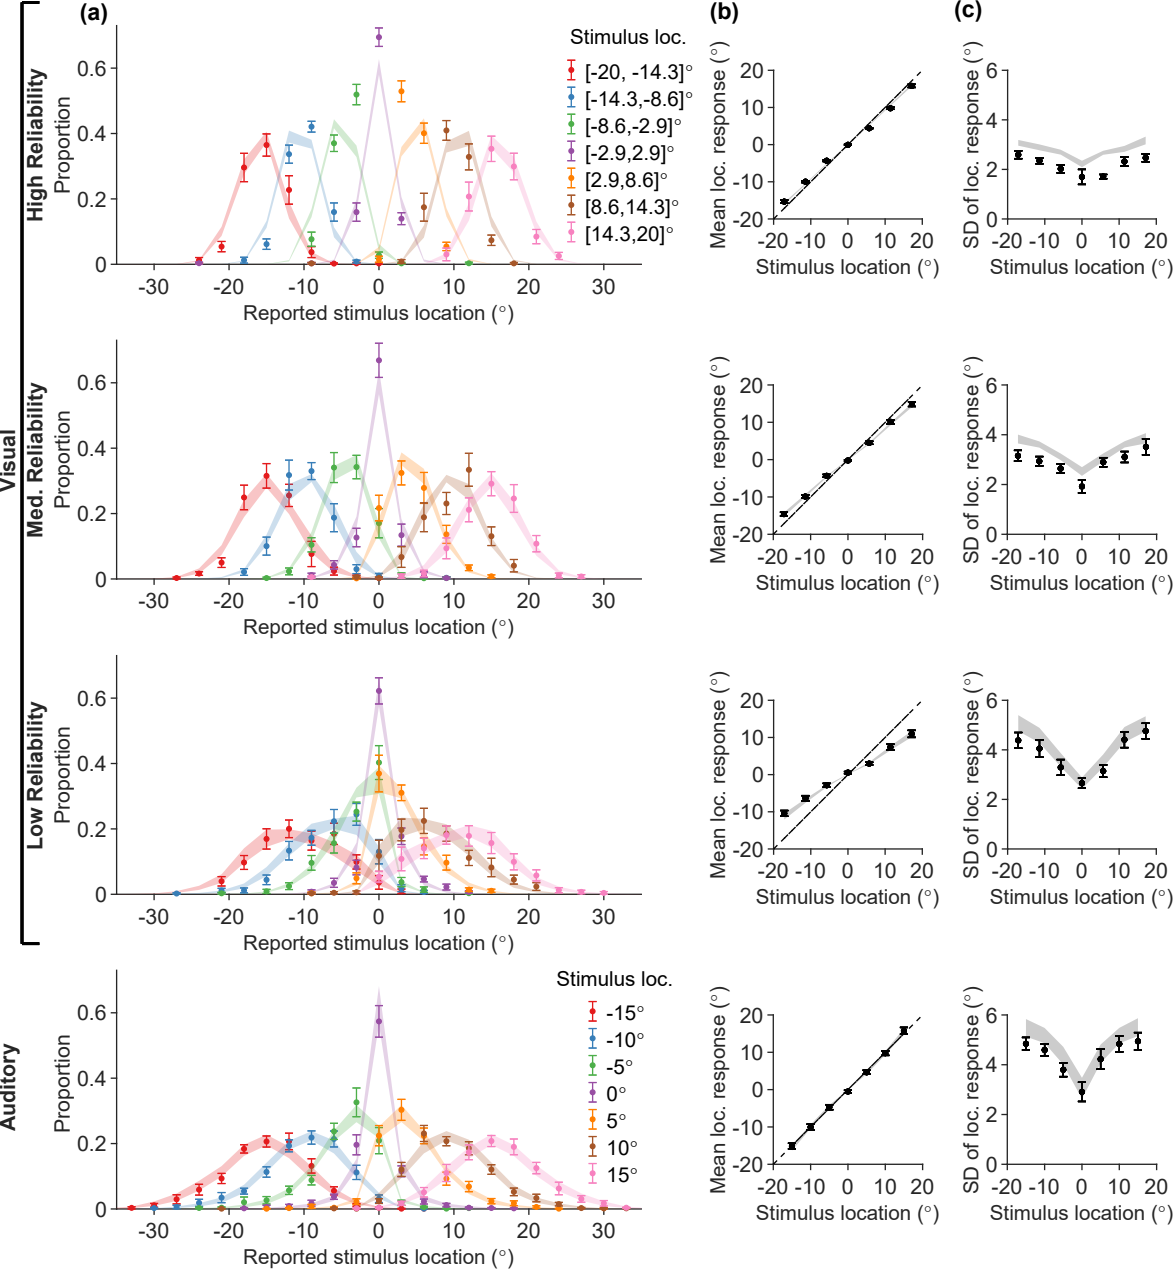 (a)
(b)
(c)
Visual
High Reliability
Proportion
0.6
0.4
0.2
0
-30 -20 -10 0 10 20 30
Reported stimulus location (°)
Stimulus loc.
[-20, -14.3]°
[-14.3,-8.6]°
[-8.6,-2.9]°
[-2.9,2.9]°
[2.9,8.6]°
[8.6,14.3]°
[14.3,20]°
Mean loc. response (°)
20
10
0
-10
-20
-20 -10 0 10 20
Stimulus location (°)
SD of loc. response (°)
6
4
2
0
-20 -10 0 10 20
Stimulus location (°)
Med. Reliability
Proportion
0.6
0.4
0.2
0
-30 -20 -10 0 10 20 30
Reported stimulus location (°)
Mean loc. response (°)
20
10
0
-10
-20
-20 -10 0 10 20
Stimulus location (°)
SD of loc. response (°)
6
4
2
0
-20 -10 0 10 20
Stimulus location (°)
Low Reliability
Proportion
0.6
0.4
0.2
0
-30 -20 -10 0 10 20 30
Reported stimulus location (°)
Mean loc. response (°)
20
10
0
-10
-20
-20 -10 0 10 20
Stimulus location (°)
SD of loc. response (°)
6
4
2
0
-20 -10 0 10 20
Stimulus location (°)
Auditory
Proportion
0.6
0.4
0.2
0
-30 -20 -10 0 10 20 30
Reported stimulus location (°)
Stimulus loc.
-15°
-10°
-5°
0°
5°
10°
15°
Mean loc. response (°)
20
10
0
-10
-20
-20 -10 0 10 20
Stimulus location (°)
SD of loc. response (°)
6
4
2
0
-20 -10 0 10 20
Stimulus location (°)